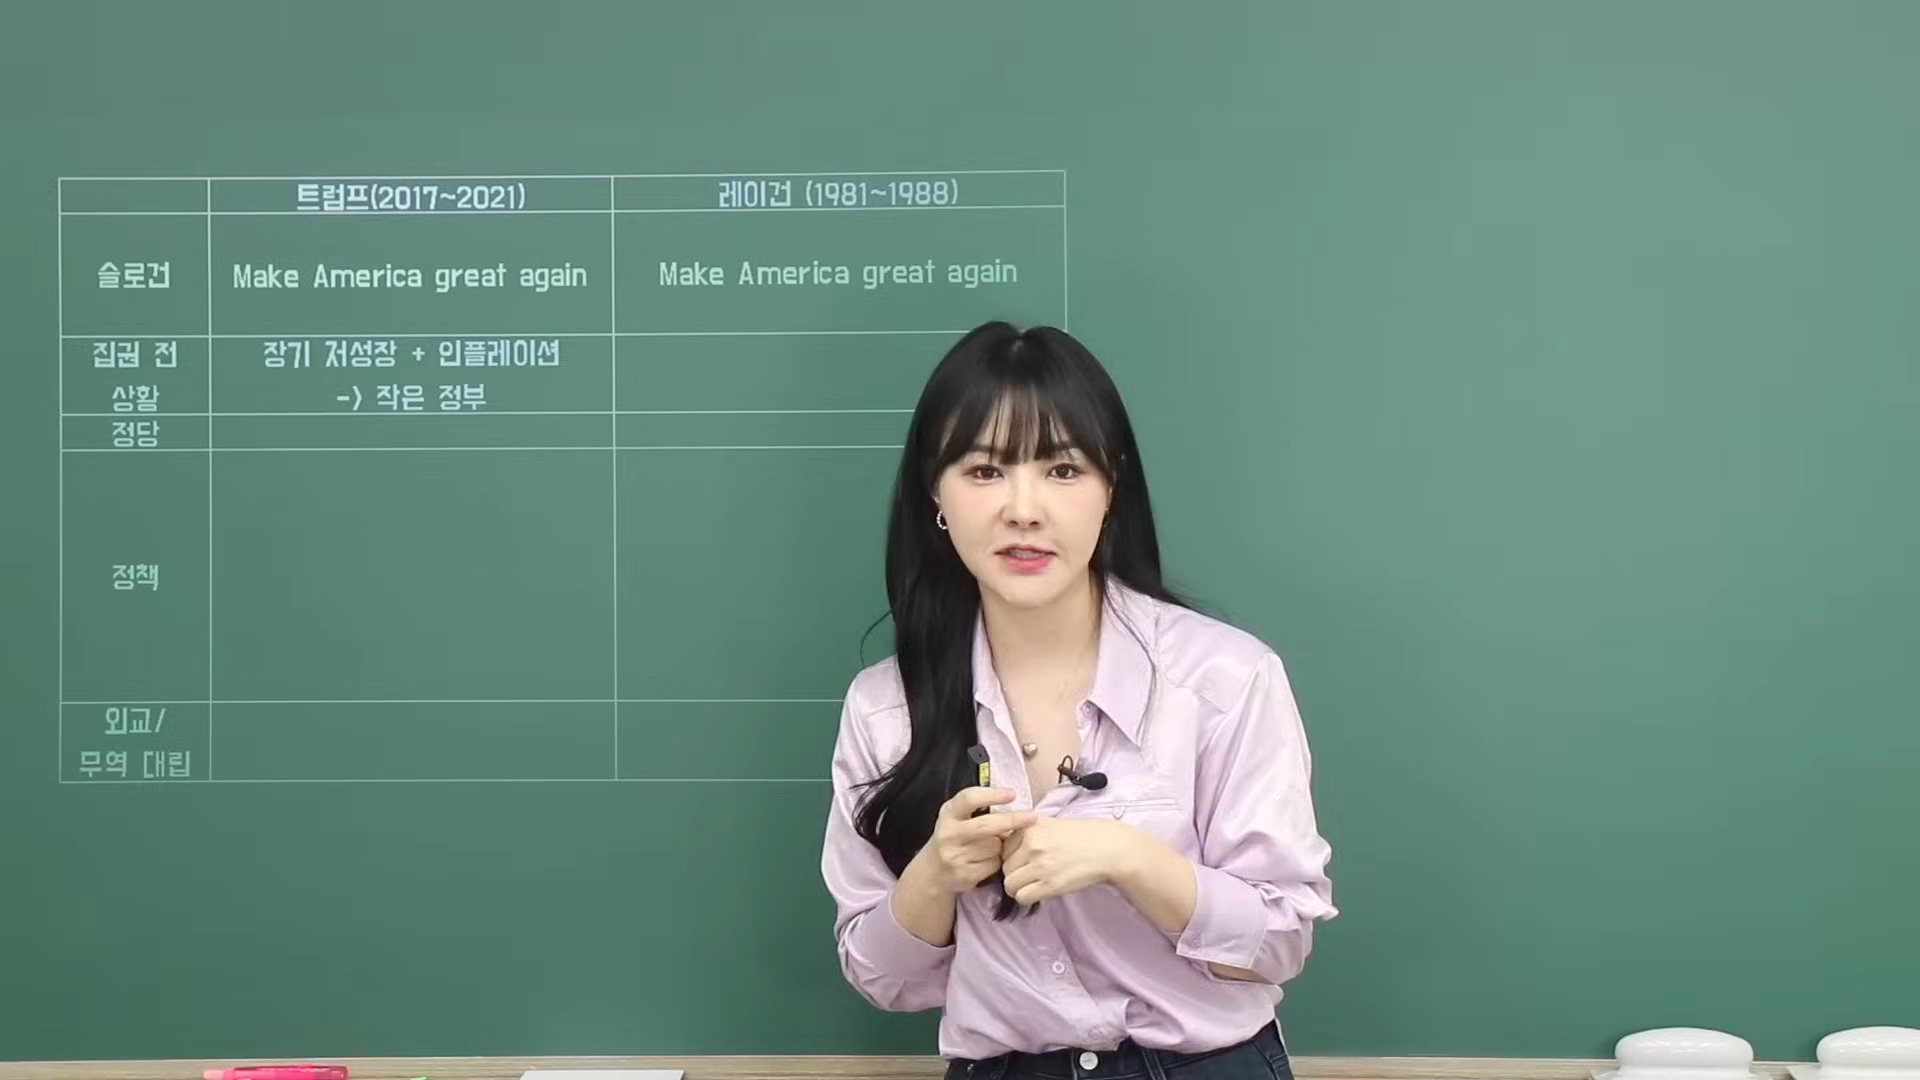 트럼프(2017~2021)
레이건 (1981~1988)
슬로건
Make America great again
Make America great again
집권 전
상황
장기 저성장 + 인플레이션
-> 작은 정부
정당
정책
외교/
무역 대립